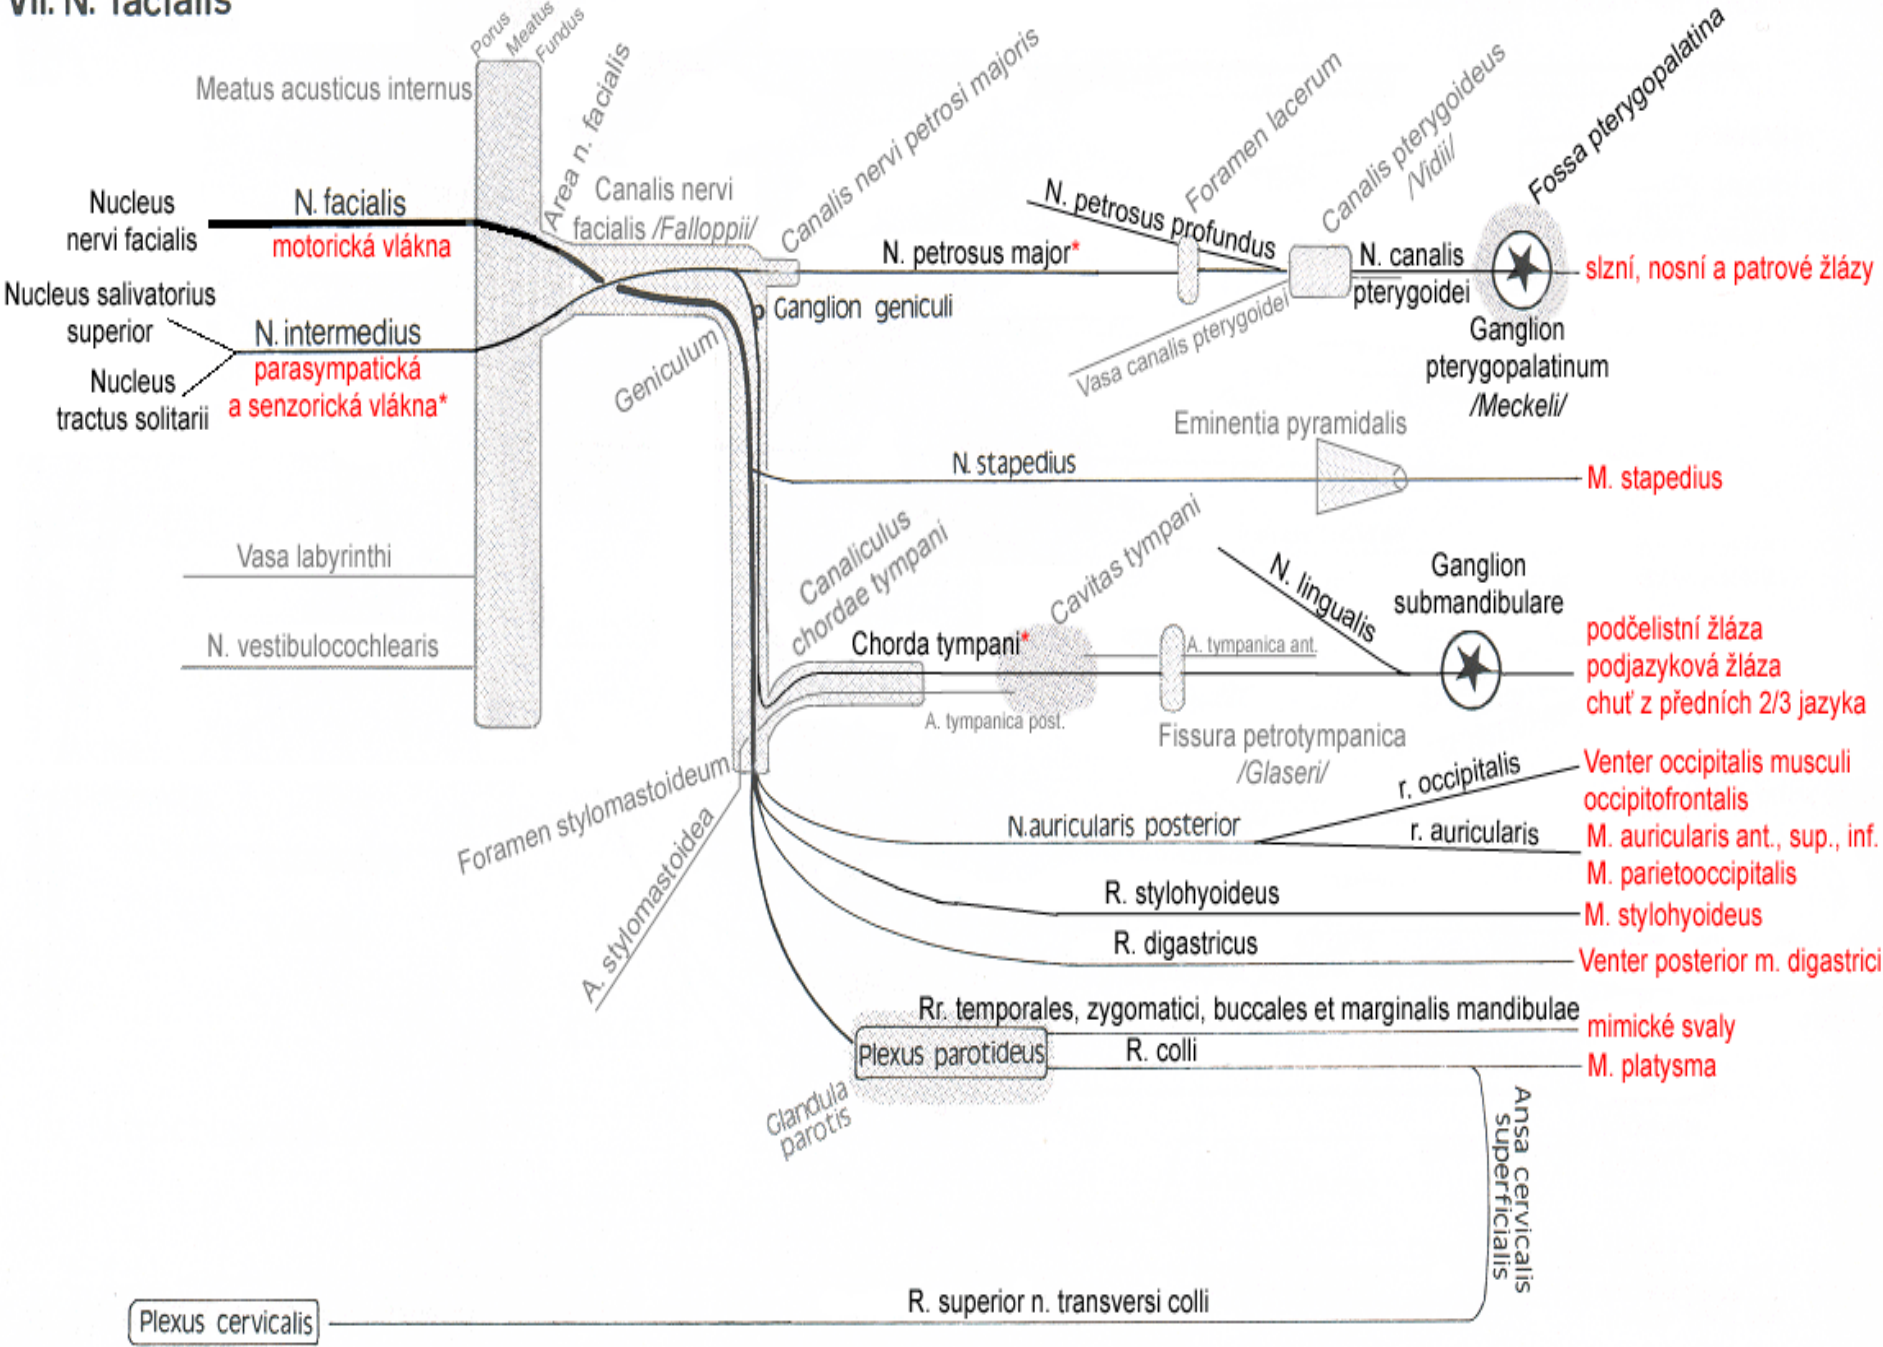 VII. N. facialis
Porus
Meatus
Fundus
Meatus acusticus internus
Area n. facialis
Canalis nervi
facialis /Falloppii/
Canalis nervi petrosi majoris
Foramen lacerum
Canalis pterygoideus
/Vidii/
Fossa pterygopalatina
Nucleus
nervi facialis
N. facialis
motorická vlákna
N. petrosus profundus
N. petrosus major*
N. canalis
pterygoidei
slzní, nosní a patrové žlázy
Nucleus salivatorius
superior
N. intermedius
parasympatická
a senzorická vlákna*
Nucleus
tractus solitarii
Ganglion geniculi
Geniculum
Vasa canalis pterygoidei
Ganglion
pterygopalatinum
/Meckeli/
Eminentia pyramidalis
N. stapedius
M. stapedius
Vasa labyrinthi
N. vestibulocochlearis
Canaliculus
chordae tympani
Cavitas tympani
Chorda tympani*
A. tympanica ant.
A. tympanica post.
N. lingualis
Ganglion
submandibulare
podčelistní žláza
podjazyková žláza
chuť z předních 2/3 jazyka
Fissura petrotympanica
/Glaseri/
Foramen stylomastoideum
A. stylomastoidea
N. auricularis posterior
r. occipitalis
Venter occipitalis musculi
occipitofrontalis
r. auricularis
M. auricularis ant., sup., inf.
M. parietooccipitalis
R. stylohyoideus
M. stylohyoideus
R. digastricus
Venter posterior m. digastrici
Rr. temporales, zygomatici, buccales et marginalis mandibulae
mimické svaly
Plexus parotideus
R. colli
M. platysma
Glandula
parotis
Ansa cervicalis
superficialis
R. superior n. transversi colli
Plexus cervicalis